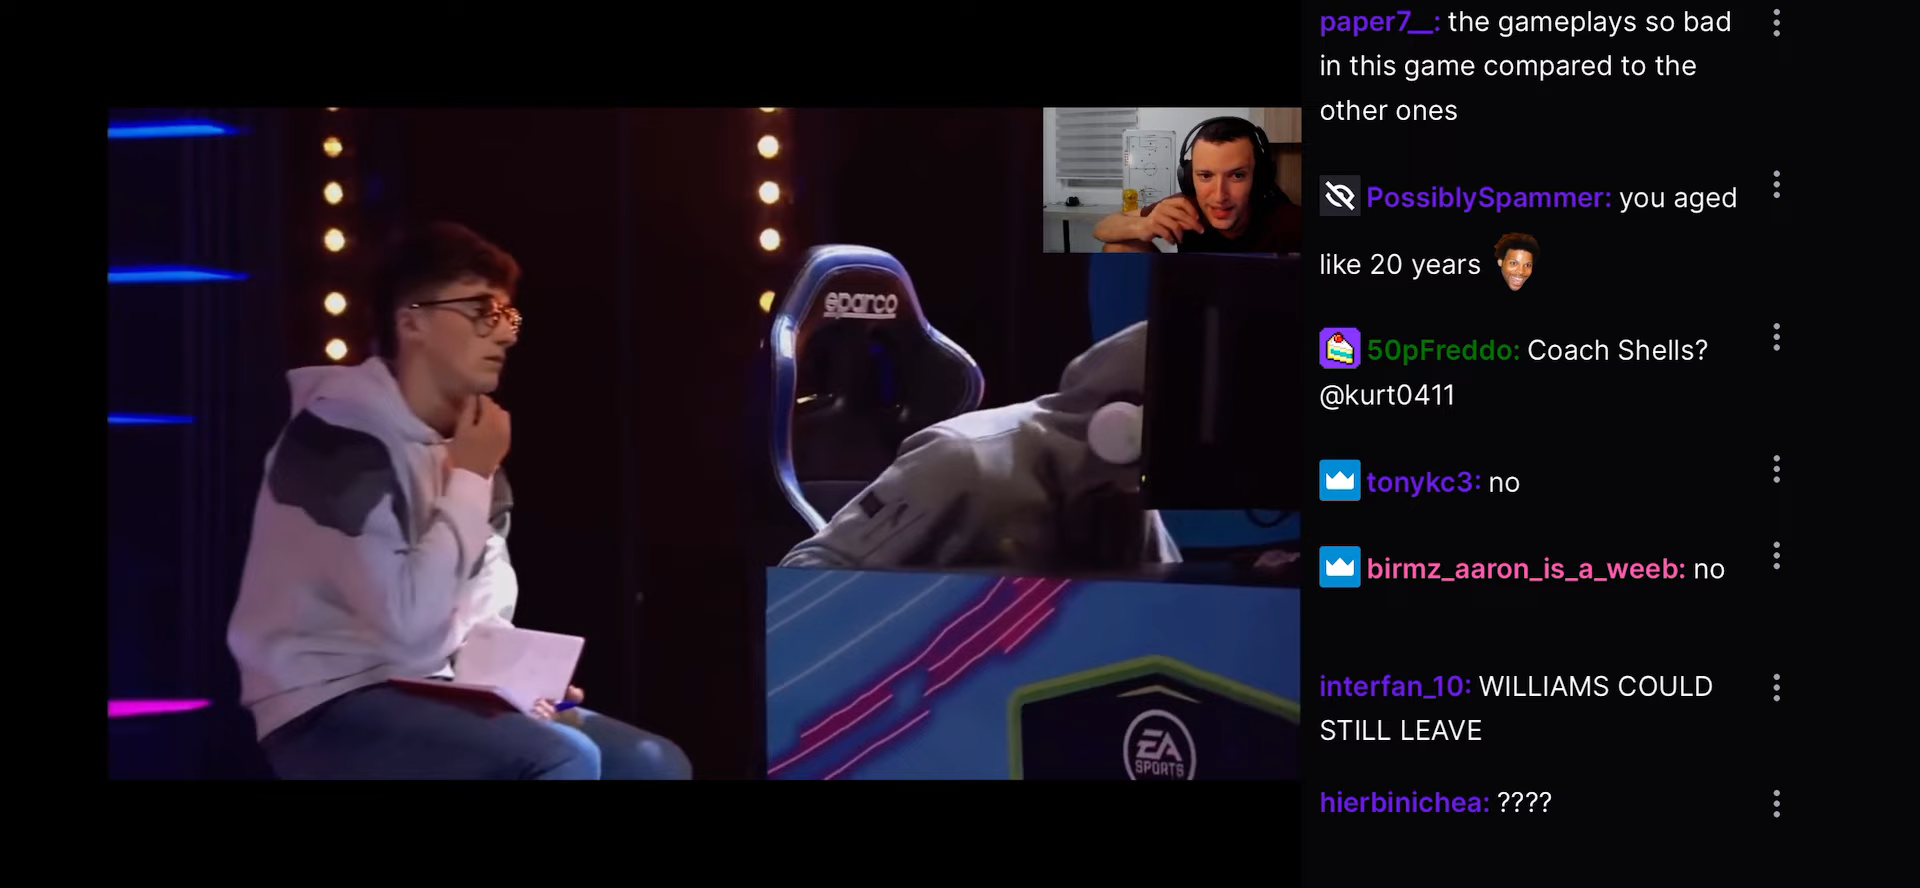 paper7__: the gameplays so bad
in this game compared to the
other ones
PossiblySpammer: you aged
like 20 years
50pFreddo: Coach Shells?
@kurt0411
tonykc3: no
birmz_aaron_is_a_weeb: no
interfan_10: WILLIAMS COULD
STILL LEAVE
hierbinichea: ????
sparco
EA
SPORTS